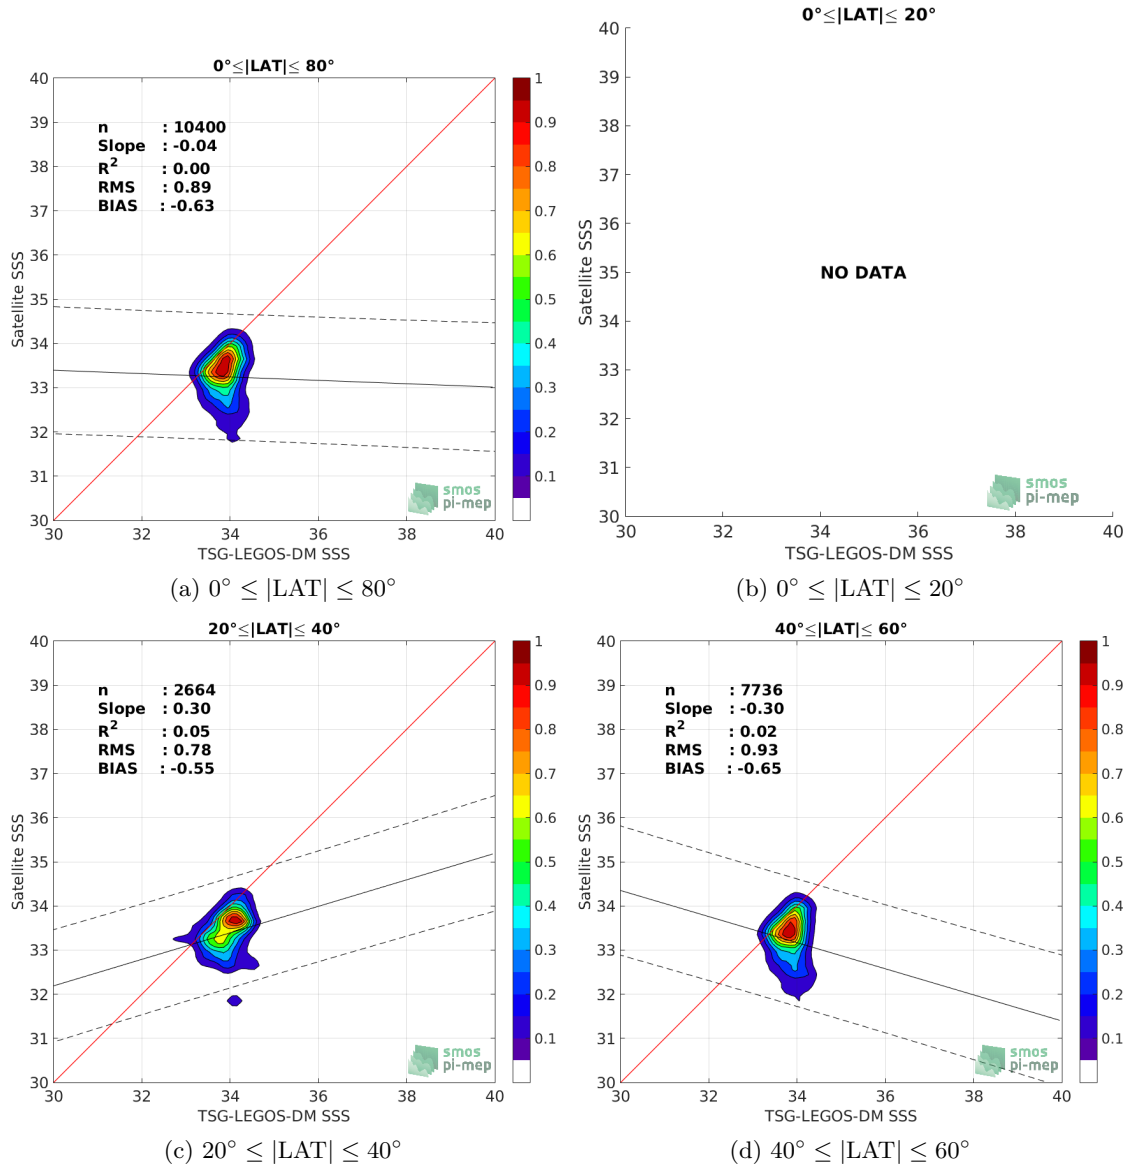 0°≤|LAT|≤ 80°
40
39
38
37
36
35
34
33
32
31
30
Satellite SSS
n : 10400
Slope : -0.04
R² : 0.00
RMS : 0.89
BIAS : -0.63
smos
pi-mep
30 32 34 36 38 40
TSG-LEGOS-DM SSS
1
0.9
0.8
0.7
0.6
0.5
0.4
0.3
0.2
0.1
(a) 0° ≤ |LAT| ≤ 80°
0°≤|LAT|≤ 20°
40
39
38
37
36
35
34
33
32
31
30
Satellite SSS
NO DATA
smos
pi-mep
30 32 34 36 38 40
TSG-LEGOS-DM SSS
(b) 0° ≤ |LAT| ≤ 20°
20°≤|LAT|≤ 40°
40
39
38
37
36
35
34
33
32
31
30
Satellite SSS
n : 2664
Slope : 0.30
R² : 0.05
RMS : 0.78
BIAS : -0.55
smos
pi-mep
30 32 34 36 38 40
TSG-LEGOS-DM SSS
1
0.9
0.8
0.7
0.6
0.5
0.4
0.3
0.2
0.1
(c) 20° ≤ |LAT| ≤ 40°
40°≤|LAT|≤ 60°
40
39
38
37
36
35
34
33
32
31
30
Satellite SSS
n : 7736
Slope : -0.30
R² : 0.02
RMS : 0.93
BIAS : -0.65
smos
pi-mep
30 32 34 36 38 40
TSG-LEGOS-DM SSS
1
0.9
0.8
0.7
0.6
0.5
0.4
0.3
0.2
0.1
(d) 40° ≤ |LAT| ≤ 60°